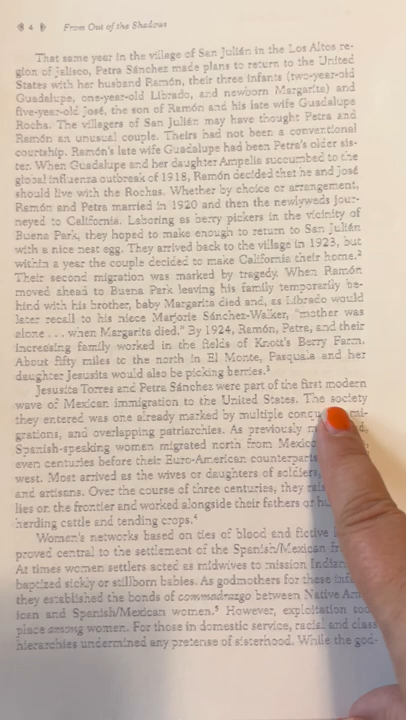 4 From Out of the Shadows
That same year in the village of San Julián in the Los Altos re-
gion of Jalisco, Petra Sánchez made plans to return to the United
States with her husband Ramón, their three infants (two-year-old
Guadalupe, one-year-old Librado, and newborn Margarita) and
five-year-old José, the son of Ramón and his late wife Guadalupe
Rocha. The villagers of San Julián may have thought Petra and
Ramón an unusual couple. Theirs had not been a conventional
courtship. Ramón's late wife Guadalupe had been Petra's older sis-
ter. When Guadalupe and her daughter Ampelia succumbed to the
global influenza outbreak of 1918, Ramón decided that he and José
should live with the Rochas. Whether by choice or arrangement,
Ramón and Petra married in 1920 and then the newlyweds jour-
neyed to California. Laboring as berry pickers in the vicinity of
Buena Park, they hoped to make enough to return to San Julián
with a nice nest egg. They arrived back to the village in 1923, but
within a year the couple decided to make California their home.2
Their second migration was marked by tragedy. When Ramón
moved ahead to Buena Park leaving his family temporarily be-
hind with his brother, baby Margarita died and, as Librado would
later recall to his niece Marjorie Sánchez-Walker, "mother was
alone . . . when Margarita died." By 1924, Ramón, Petra, and their
increasing family worked in the fields of Knott's Berry Farm.
About fifty miles to the north in El Monte, Pasquala and her
daughter Jesusita would also be picking berries.3
Jesusita Torres and Petra Sánchez were part of the first modern
wave of Mexican immigration to the United States. The society
they entered was one already marked by multiple mi-
grations, and overlapping patriarchies. As previously
Spanish-speaking women migrated north from Mexico
even centuries before their Euro-American counterparts
west. Most arrived as the wives or daughters of soldiers,
and artisans. Over the course of three centuries, they
lies on the frontier and worked alongside their fathers or
herding cattle and tending crops.4
Women's networks based on ties of blood and fictive
proved central to the settlement of the Spanish/Mexican
At times women settlers acted as midwives to mission
baptized sickly or stillborn babies. As godmothers for these
they established the bonds of commadrazgo between Native Am-
ican and Spanish/Mexican women.5 However, exploitation
place among women. For those in domestic service, racial and class
hierarchies undermined any pretense of sisterhood. While the god-